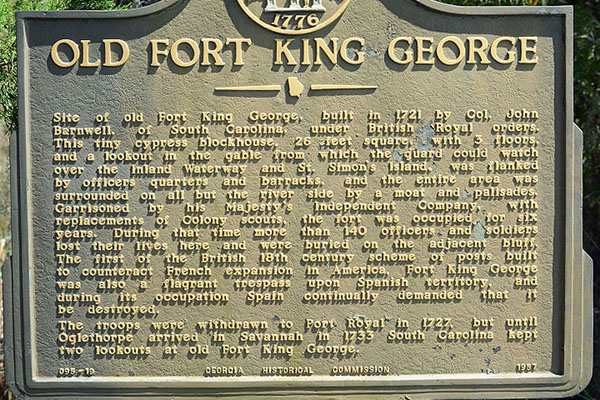 1776
OLD FORT KING GEORGE
Site of old Fort King George, built in 1721 by Col. John
Barnwell, of South Carolina, under British Royal orders.
This tiny cypress blockhouse, 26 feet square, with 3 floors,
and a lookout in the gable from which the guard could watch
over the Inland Waterway and St. Simon's Island, was flanked
by officers quarters and barracks, and the entire area was
surrounded on all but the river side by a moat and palisades.
Garrisoned by his Majesty's Independent Company, with
replacements of Colony scouts, the fort was occupied for six
years. During that time more than 140 officers and soldiers
lost their lives here and were buried on the adjacent bluff.
The first of the British 18th century scheme of posts built
to counteract French expansion in America, Fort King George
was also a flagrant trespass upon Spanish territory, and
during its occupation Spain continually demanded that it
be destroyed.
The troops were withdrawn to Port Royal in 1727, but until
Oglethorpe arrived in Savannah in 1733 South Carolina kept
two lookouts at old Fort King George.
095-19 GEORGIA HISTORICAL COMMISSION 1957